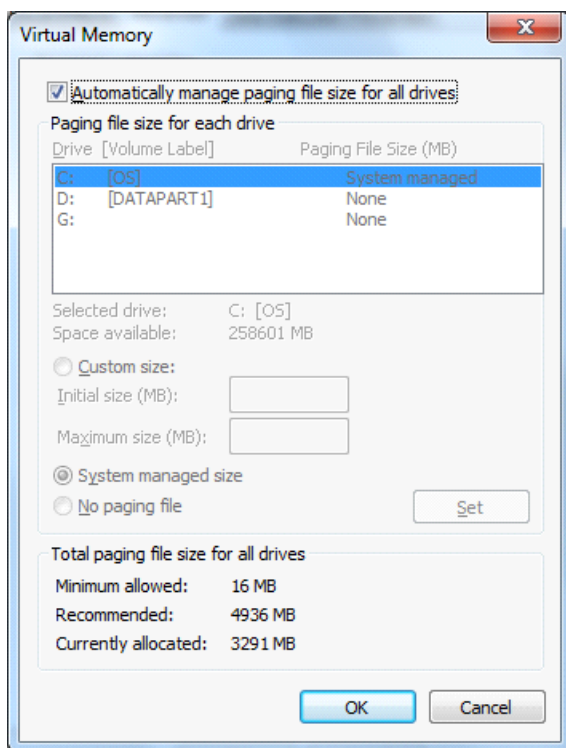 Virtual Memory
Automatically manage paging file size for all drives
Paging file size for each drive
Drive [Volume Label] Paging File Size (MB)
C: [OS] System managed
D: [DATAPART1] None
G: None
Selected drive: C: [OS]
Space available: 258601 MB
Custom size:
Initial size (MB):
Maximum size (MB):
System managed size
No paging file Set
Total paging file size for all drives
Minimum allowed: 16 MB
Recommended: 4936 MB
Currently allocated: 3291 MB
OK Cancel